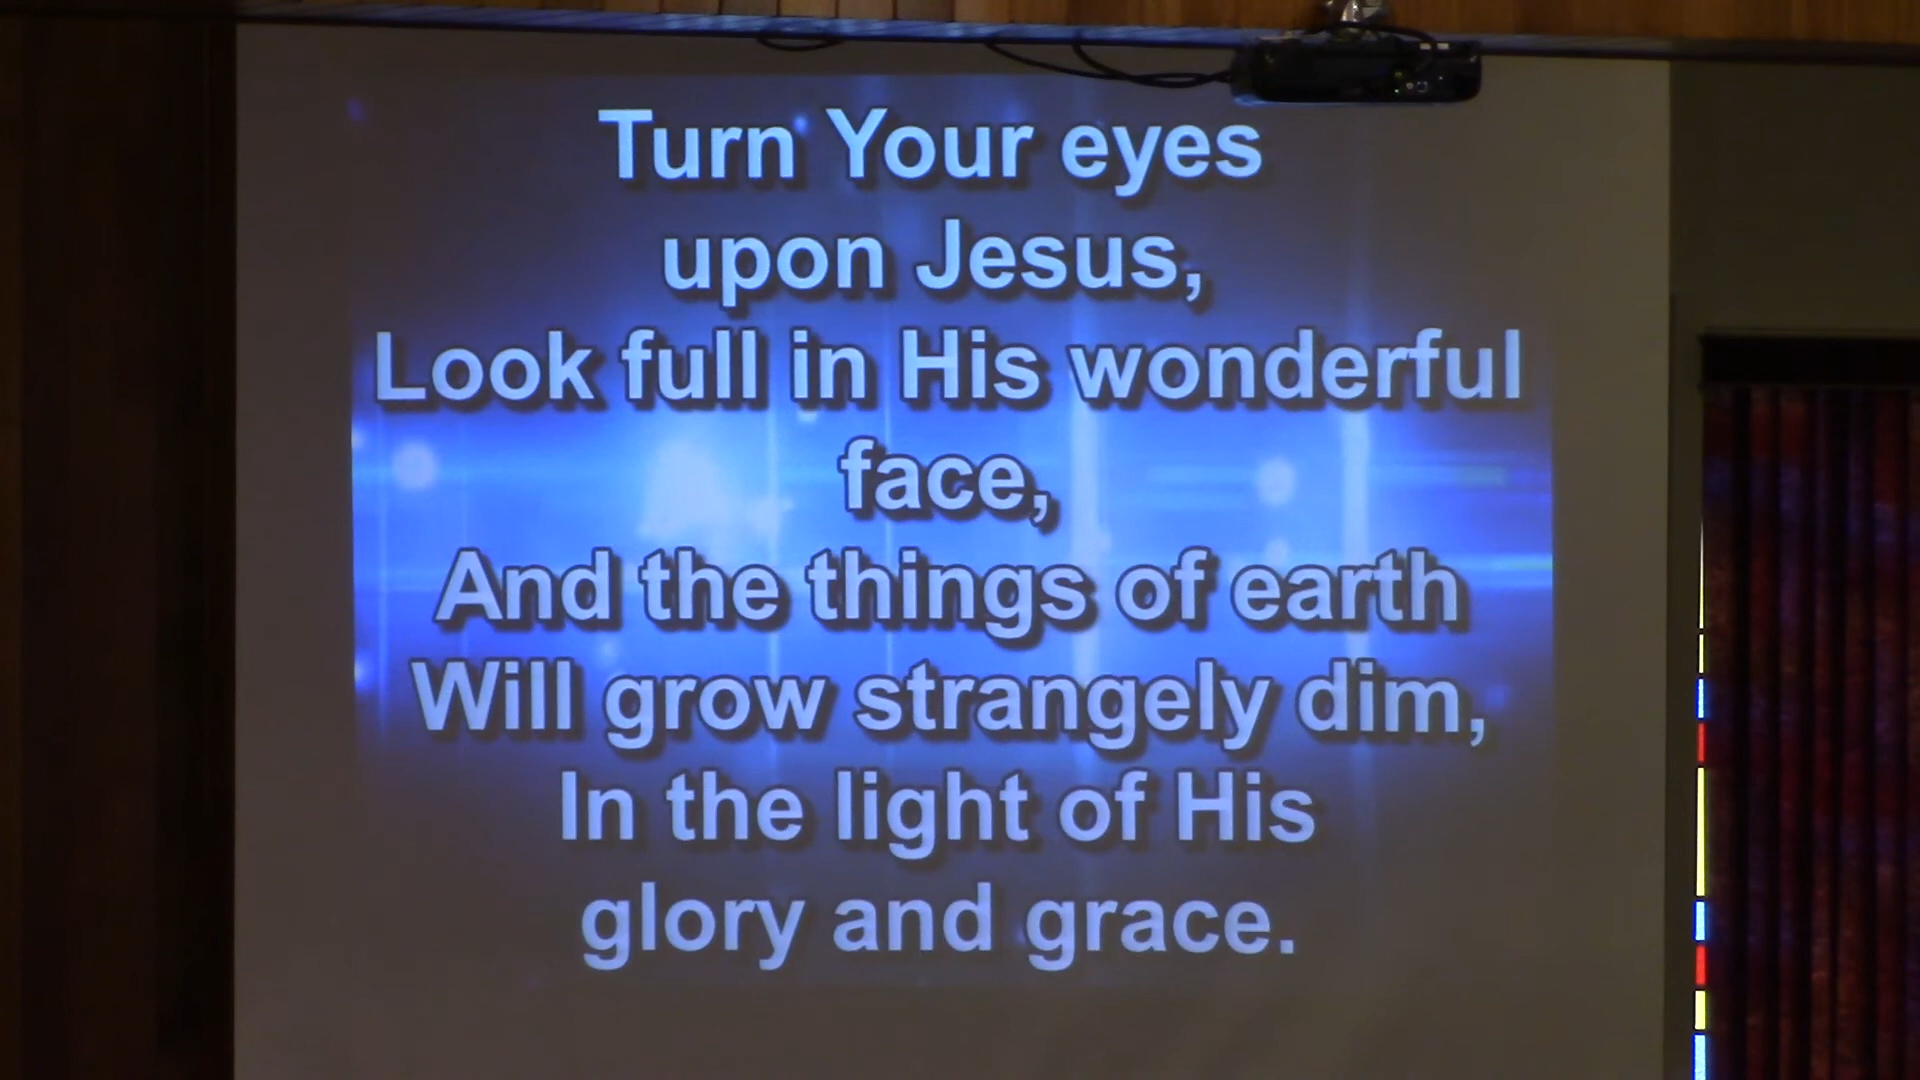 Turn Your eyes
upon Jesus,
Look full in His wonderful
face,
And the things of earth
Will grow strangely dim,
In the light of His
glory and grace.